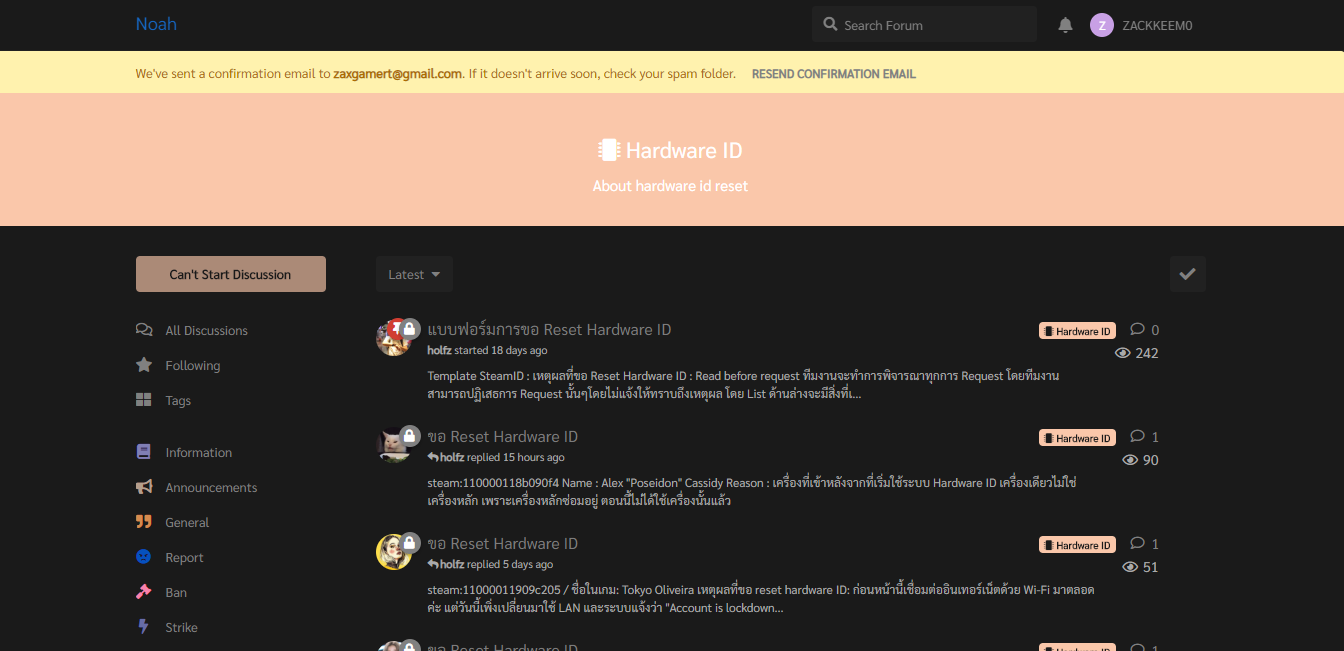 Noah
Search Forum
Z
ZACKKEEM0
We've sent a confirmation email to zaxgamert@gmail.com. If it doesn't arrive soon, check your spam folder. RESEND CONFIRMATION EMAIL
Hardware ID
About hardware id reset
Can't Start Discussion
Latest
All Discussions
Following
Tags
Information
Announcements
General
Report
Ban
Strike
แบบฟอร์มการขอ Reset Hardware ID
Hardware ID
0
holfz started 18 days ago
242
Template SteamID : เหตุผลที่ขอ Reset Hardware ID : Read before request ทีมงานจะทำการพิจารณาทุกการ Request โดยทีมงาน
สามารถปฏิเสธการ Request นั้นๆโดยไม่แจ้งให้ทราบถึงเหตุผล โดย List ด้านล่างจะมีสิ่งที่เ...
ขอ Reset Hardware ID
Hardware ID
1
holfz replied 15 hours ago
90
steam:110000118b090f4 Name : Alex "Poseidon" Cassidy Reason : เครื่องที่เข้าหลังจากที่เริ่มใช้ระบบ Hardware ID เครื่องเดียวไม่ใช่
เครื่องหลัก เพราะเครื่องหลักซ่อมอยู่ ตอนนี้ไม่ได้ใช้เครื่องนั้นแล้ว
ขอ Reset Hardware ID
Hardware ID
1
holfz replied 5 days ago
51
steam:11000011909c205 / ชื่อในเกม: Tokyo Oliveira เหตุผลที่ขอ reset hardware ID: ก่อนหน้านี้เชื่อมต่ออินเทอร์เน็ตด้วย Wi-Fi มาตลอด
ค่ะ แต่วันนี้เพิ่งเปลี่ยนมาใช้ LAN และระบบแจ้งว่า "Account is lockdown...
ขอ Reset Hardware ID
Hardware ID
1